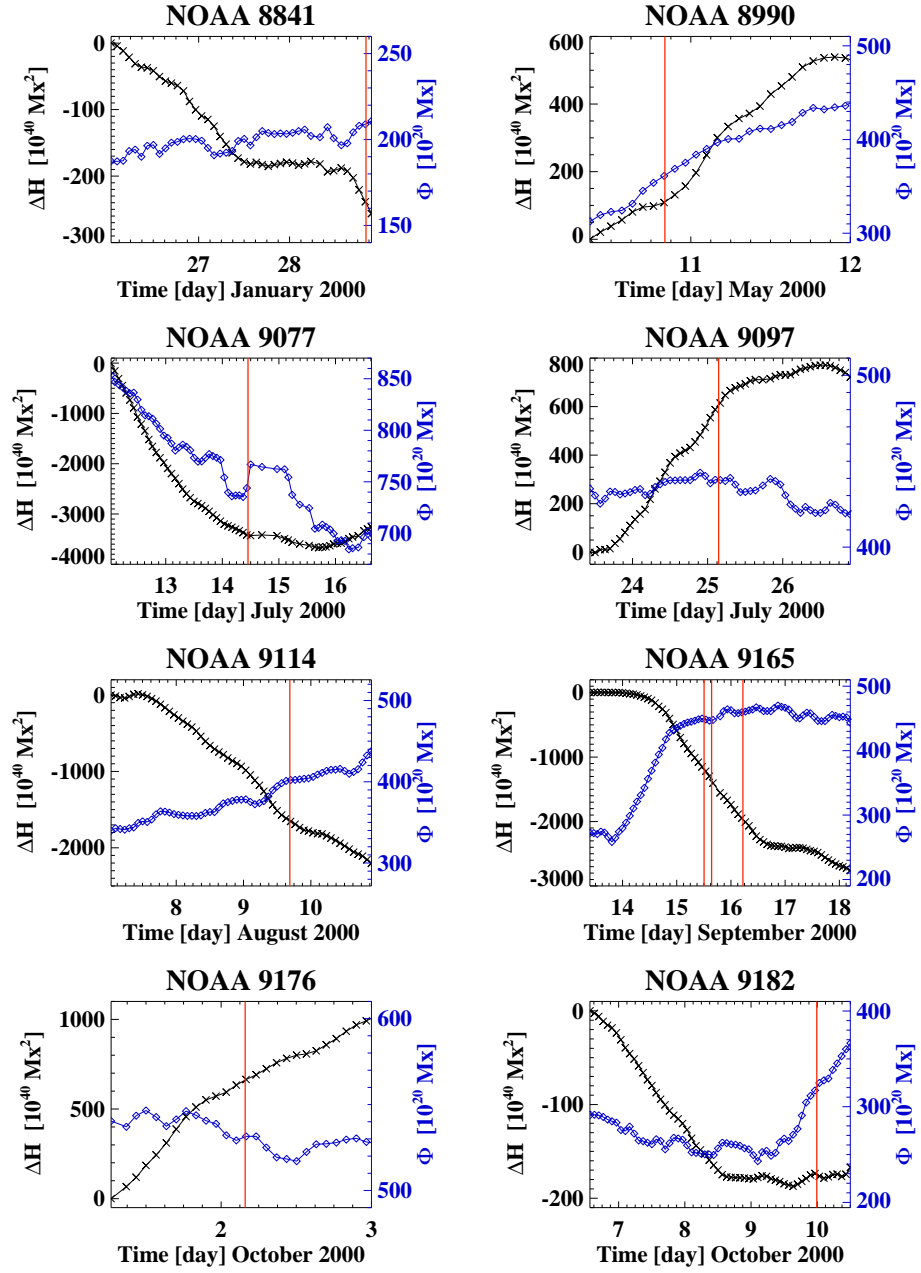 NOAA 8841
NOAA 8990
0
-100
-200
-300
ΔH [10^40 Mx^2]
250
200
150
Φ [10^20 Mx]
27 28
Time [day] January 2000
600
400
200
0
ΔH [10^40 Mx^2]
500
400
300
Φ [10^20 Mx]
11 12
Time [day] May 2000
NOAA 9077
NOAA 9097
0
-1000
-2000
-3000
-4000
ΔH [10^40 Mx^2]
850
800
750
700
Φ [10^20 Mx]
13 14 15 16
Time [day] July 2000
800
600
400
200
0
ΔH [10^40 Mx^2]
500
400
Φ [10^20 Mx]
24 25 26
Time [day] July 2000
NOAA 9114
NOAA 9165
0
-1000
-2000
ΔH [10^40 Mx^2]
500
400
300
Φ [10^20 Mx]
8 9 10
Time [day] August 2000
0
-1000
-2000
-3000
ΔH [10^40 Mx^2]
500
400
300
200
Φ [10^20 Mx]
14 15 16 17 18
Time [day] September 2000
NOAA 9176
NOAA 9182
1000
500
0
ΔH [10^40 Mx^2]
600
500
Φ [10^20 Mx]
2 3
Time [day] October 2000
0
-100
-200
ΔH [10^40 Mx^2]
400
300
200
Φ [10^20 Mx]
7 8 9 10
Time [day] October 2000